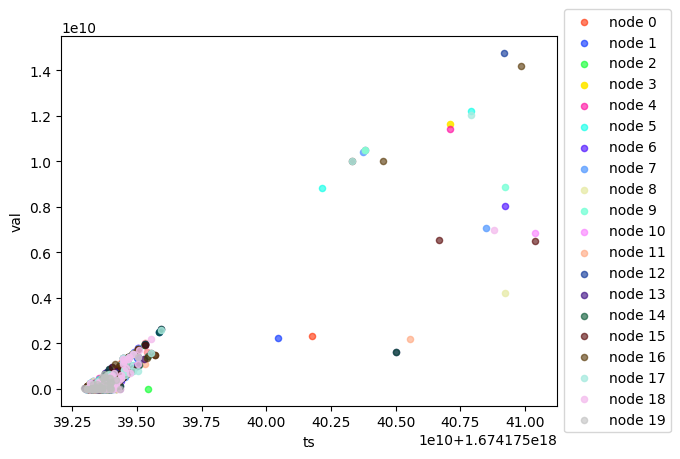 1e10
1.4
1.2
1.0
0.8
0.6
0.4
0.2
0.0
val
39.25 39.50 39.75 40.00 40.25 40.50 40.75 41.00
ts
1e10+1.674175e18
node 0
node 1
node 2
node 3
node 4
node 5
node 6
node 7
node 8
node 9
node 10
node 11
node 12
node 13
node 14
node 15
node 16
node 17
node 18
node 19